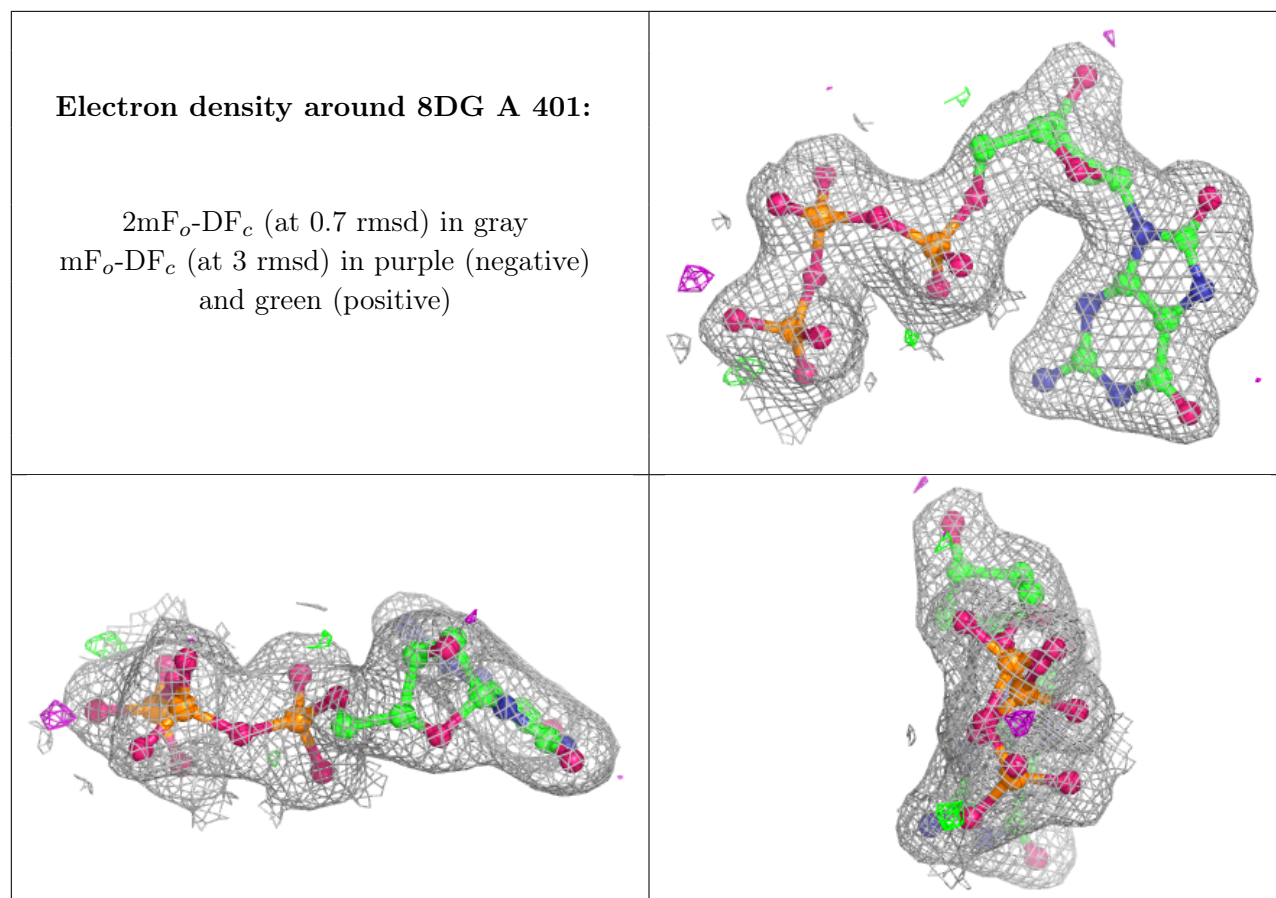 Electron density around 8DG A 401:
2mFₒ-DF𝒸 (at 0.7 rmsd) in gray
mFₒ-DF𝒸 (at 3 rmsd) in purple (negative)
and green (positive)